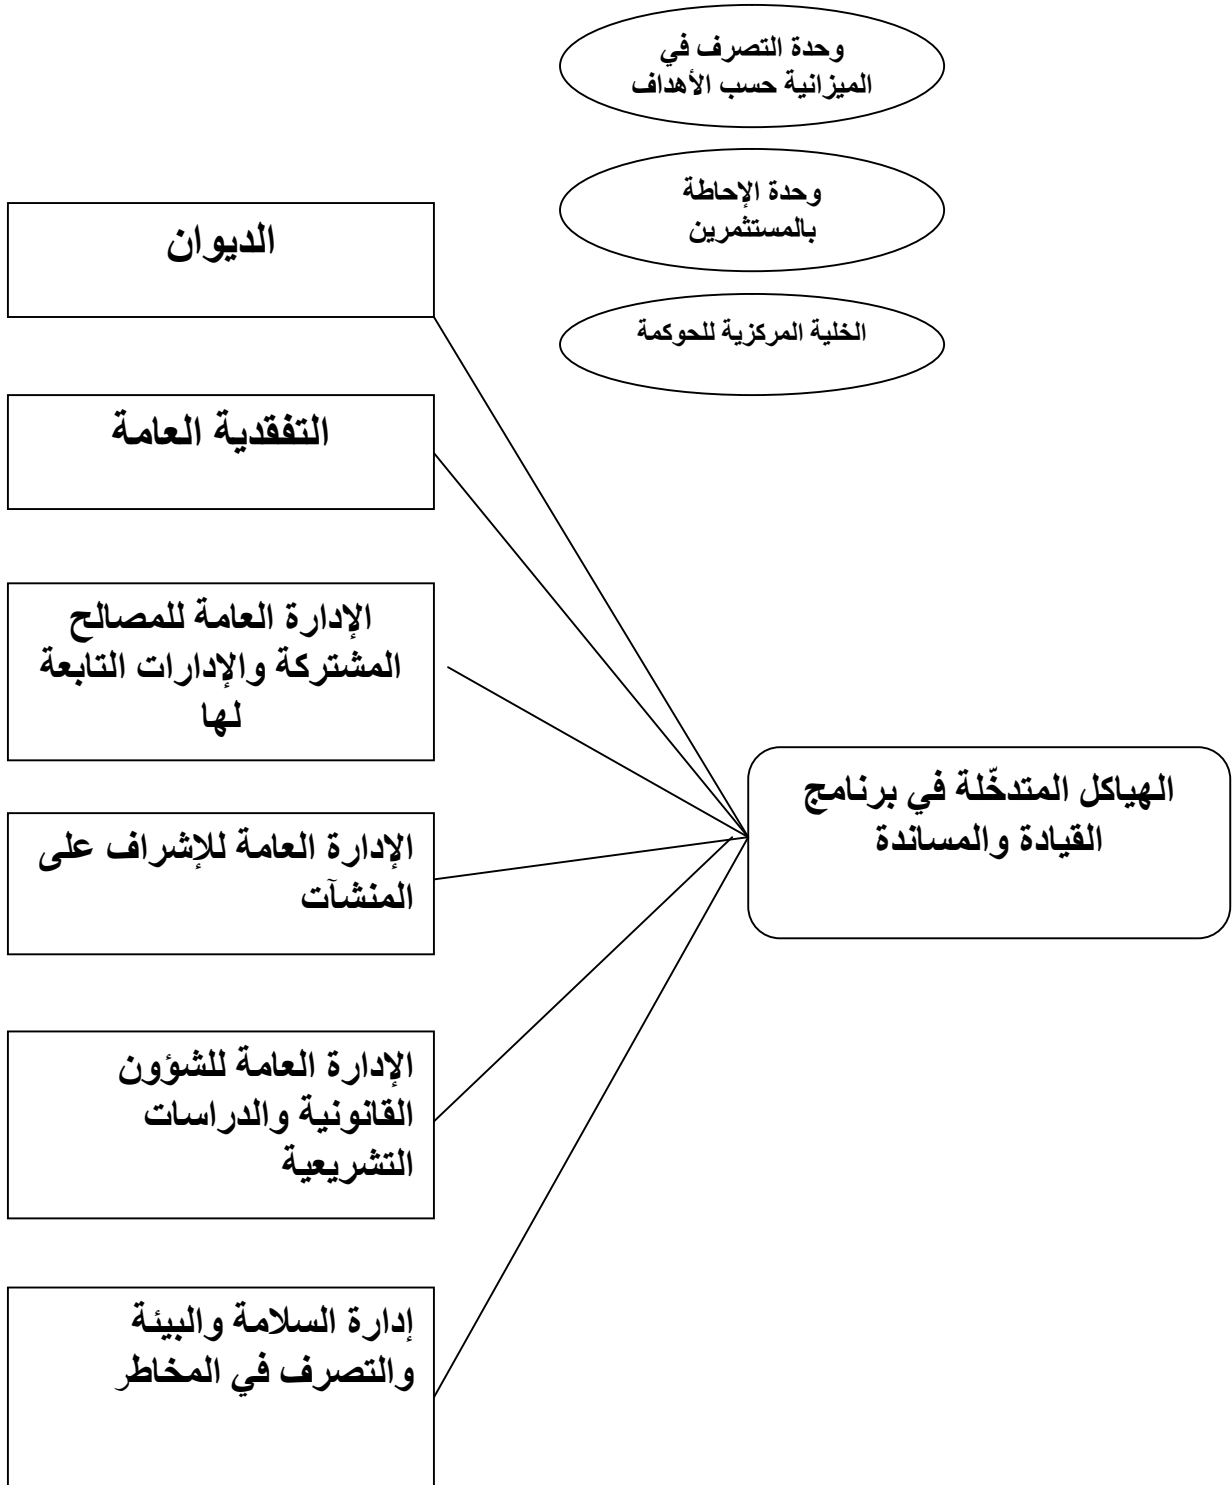 وحدة التصرف في
الميزانية حسب الأهداف
وحدة الإحاطة
بالمستثمرين
الخلية المركزية للحوكمة
الديوان
التفقدية العامة
الإدارة العامة للمصالح
المشتركة والإدارات التابعة
لها
الهياكل المتدخّلة في برنامج
القيادة والمساندة
الإدارة العامة للإشراف على
المنشآت
الإدارة العامة للشؤون
القانونية والدراسات
التشريعية
إدارة السلامة والبيئة
والتصرف في المخاطر